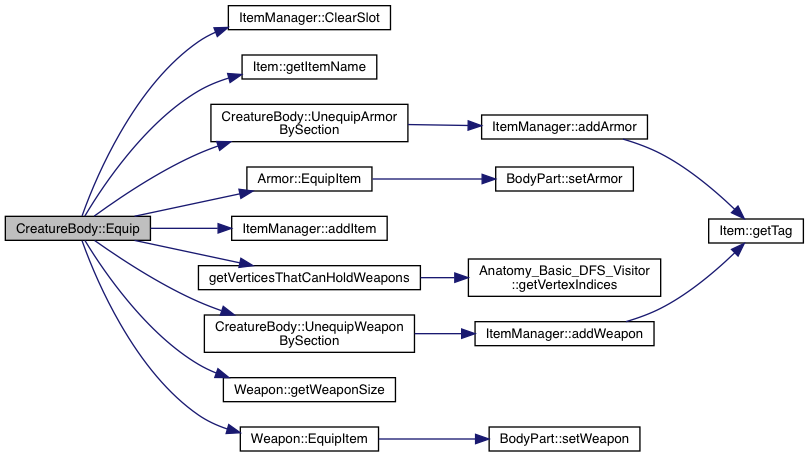 ItemManager::ClearSlot
Item::getItemName
CreatureBody::UnequipArmor
BySection
ItemManager::addArmor
Armor::EquipItem
BodyPart::setArmor
CreatureBody::Equip
ItemManager::addItem
Item::getTag
getVerticesThatCanHoldWeapons
Anatomy_Basic_DFS_Visitor
::getVertexIndices
CreatureBody::UnequipWeapon
BySection
ItemManager::addWeapon
Weapon::getWeaponSize
Weapon::EquipItem
BodyPart::setWeapon